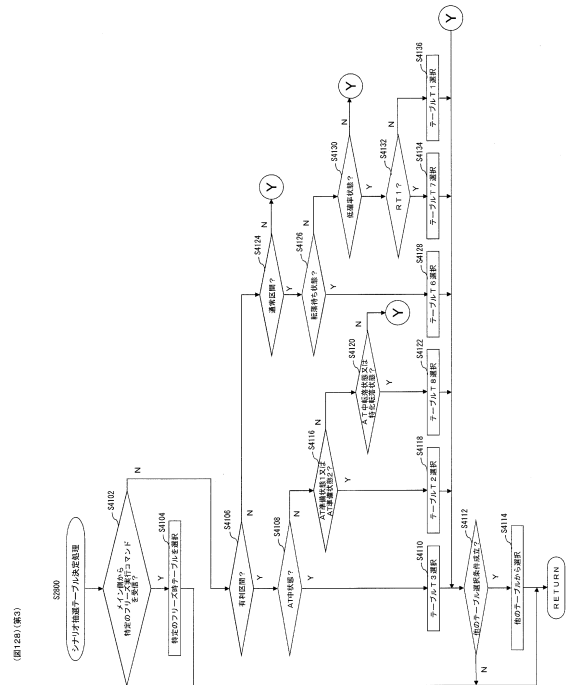 (図128)(第3)
S2800
シナリオ抽選テーブル決定処理
S4102
メイン側から
特定のフリーズ実行コマンド
を受信?
N
Y
S4104
特定のフリーズ時テーブルを選択
S4106
有利区間?
N
Y
S4108
AT中状態?
N
Y
S4110
テーブルT3選択
S4116
AT準備状態1又は
AT準備状態2?
N
Y
S4118
テーブルT2選択
S4120
AT中転落状態又は
特化転落状態?
N
Y
Y
S4122
テーブルT8選択
S4124
通常区間?
N
Y
Y
S4126
転落待ち状態?
N
Y
S4128
テーブルT6選択
S4130
低確率状態?
N
Y
Y
S4132
RT1?
N
Y
S4134
テーブルT7選択
S4136
テーブルT1選択
Y
S4112
他のテーブル選択条件成立?
N
Y
S4114
他のテーブルから選択
RETURN